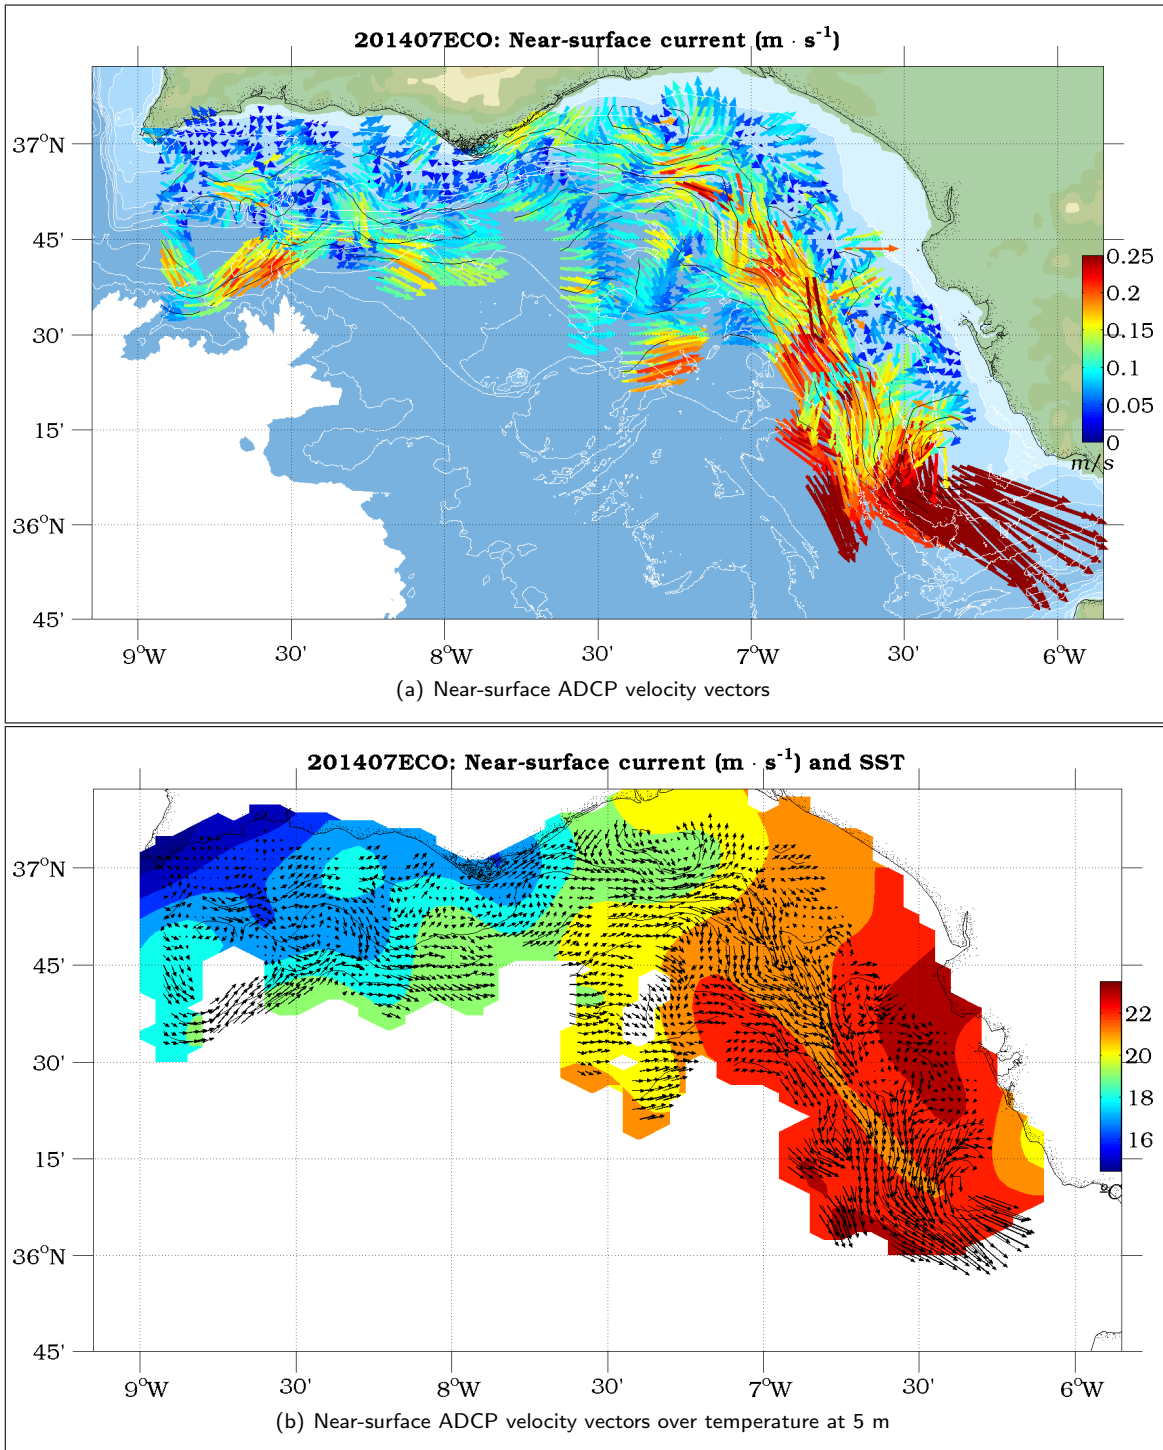 201407ECO: Near-surface current (m · s⁻¹)
37°N
45'
30'
15'
36°N
45'
9°W 30' 8°W 30' 7°W 30' 6°W
0.25
0.2
0.15
0.1
0.05
0
m/s
(a) Near-surface ADCP velocity vectors
201407ECO: Near-surface current (m · s⁻¹) and SST
37°N
45'
30'
15'
36°N
45'
9°W 30' 8°W 30' 7°W 30' 6°W
22
20
18
16
ºC
(b) Near-surface ADCP velocity vectors over temperature at 5 m